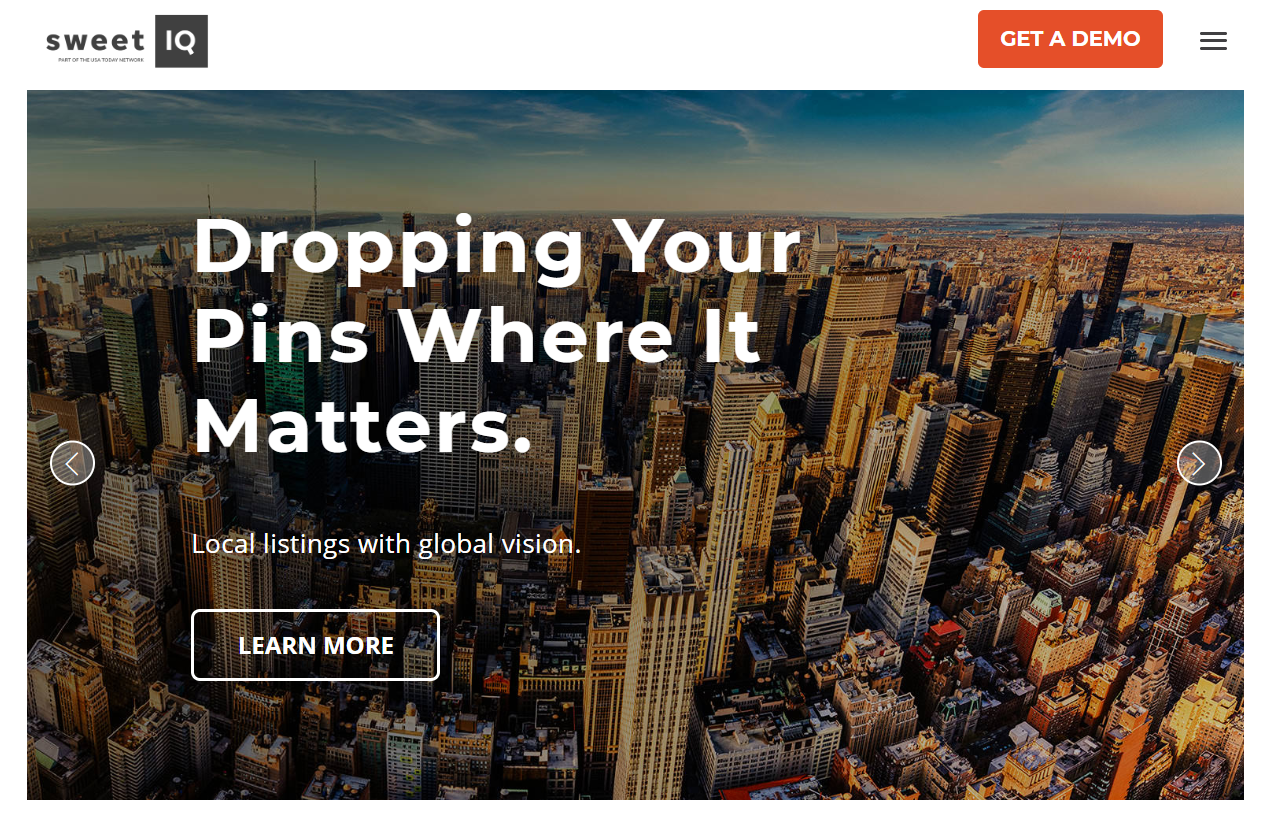 sweet IQ
PART OF THE USA TODAY NETWORK
GET A DEMO
Dropping Your
Pins Where It
Matters.
Local listings with global vision.
LEARN MORE
MetLife